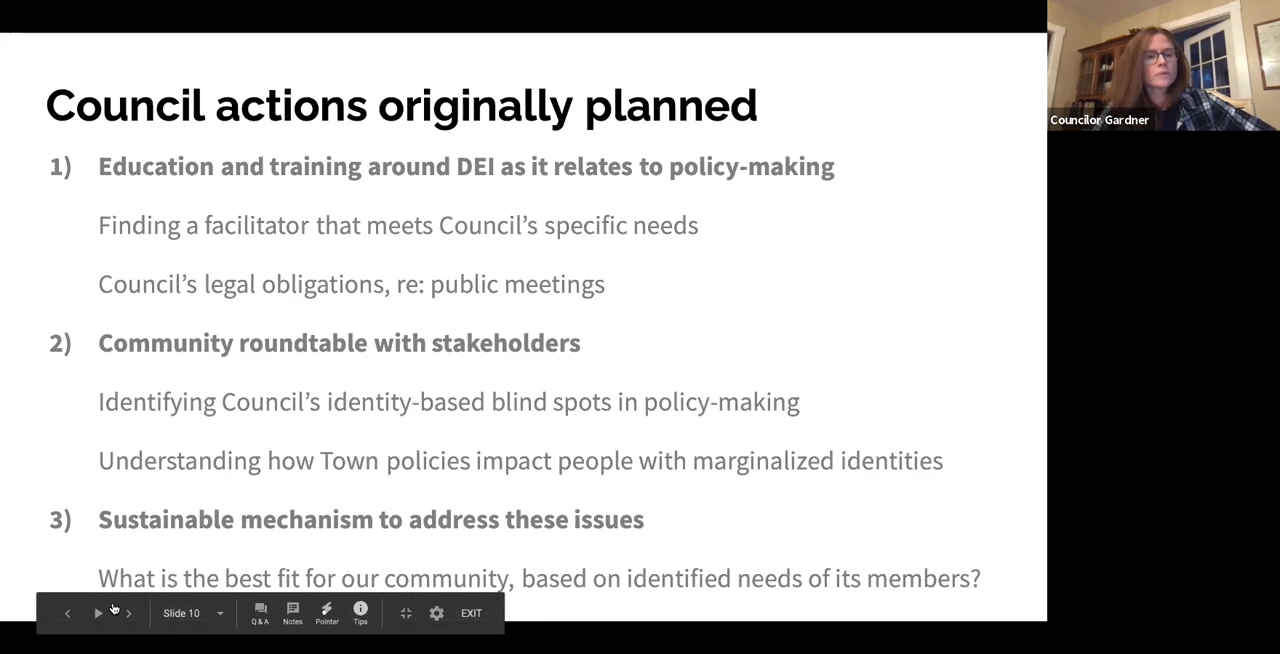 Council actions originally planned
Councilor Gardner
1) Education and training around DEI as it relates to policy-making
Finding a facilitator that meets Council’s specific needs
Council’s legal obligations, re: public meetings
2) Community roundtable with stakeholders
Identifying Council’s identity-based blind spots in policy-making
Understanding how Town policies impact people with marginalized identities
3) Sustainable mechanism to address these issues
What is the best fit for our community, based on identified needs of its members?
Slide 10
Q & A
Notes
Pointer
Tips
EXIT